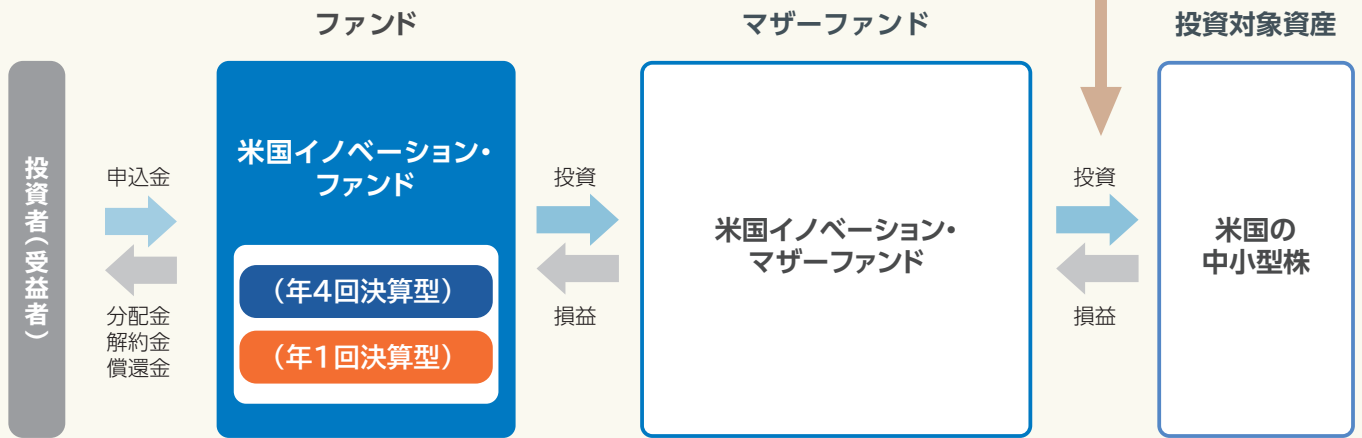 ファンド
マザーファンド
投資対象資産
投資者(受益者)
申込金
分配金
解約金
償還金
米国イノベーション・
ファンド
(年4回決算型)
(年1回決算型)
投資
損益
米国イノベーション・
マザーファンド
投資
損益
米国の
中小型株